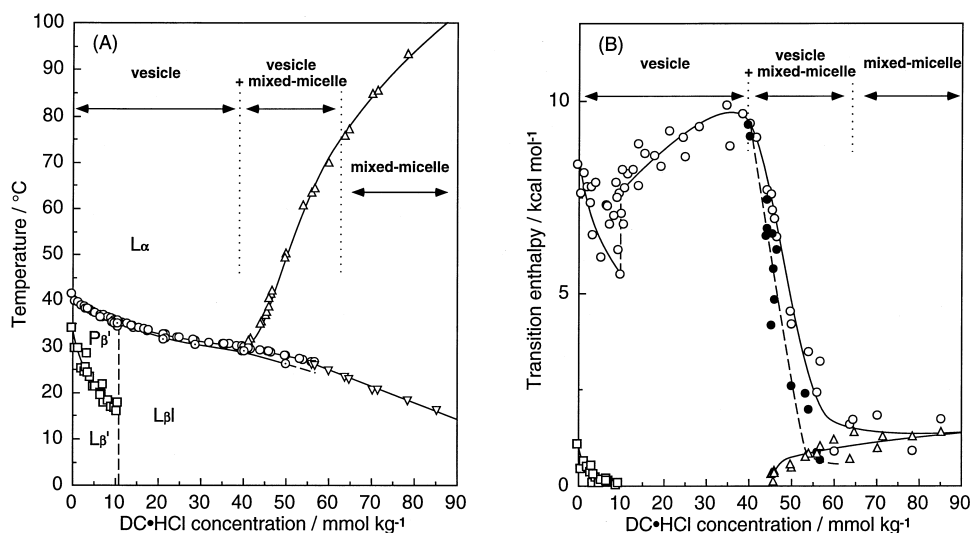 (A)
vesicle
vesicle
+ mixed-micelle
mixed-micelle
Lα
Pβ'
Lβ'
LβI
Temperature / °C
100
90
80
70
60
50
40
30
20
10
0
0 10 20 30 40 50 60 70 80 90
DC•HCl concentration / mmol kg-1
(B)
vesicle
vesicle
+ mixed-micelle
mixed-micelle
Transition enthalpy / kcal mol-1
10
5
0
0 10 20 30 40 50 60 70 80 90
DC•HCl concentration / mmol kg-1